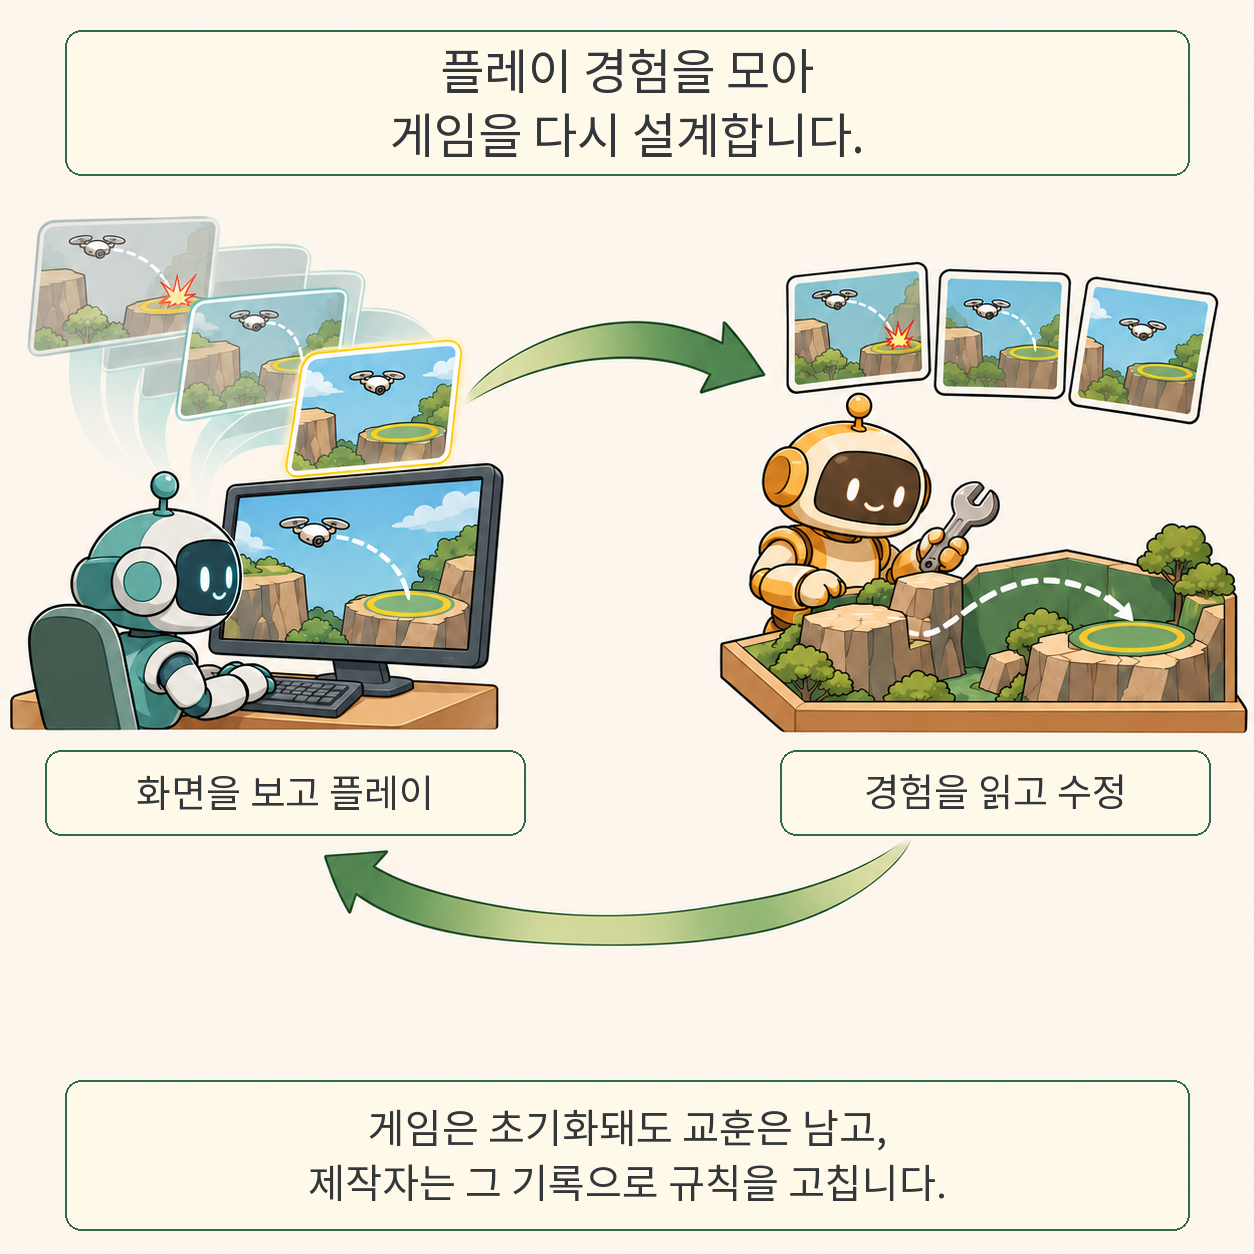 플레이 경험을 모아
게임을 다시 설계합니다.
화면을 보고 플레이
경험을 읽고 수정
게임은 초기화돼도 교훈은 남고,
제작자는 그 기록으로 규칙을 고칩니다.